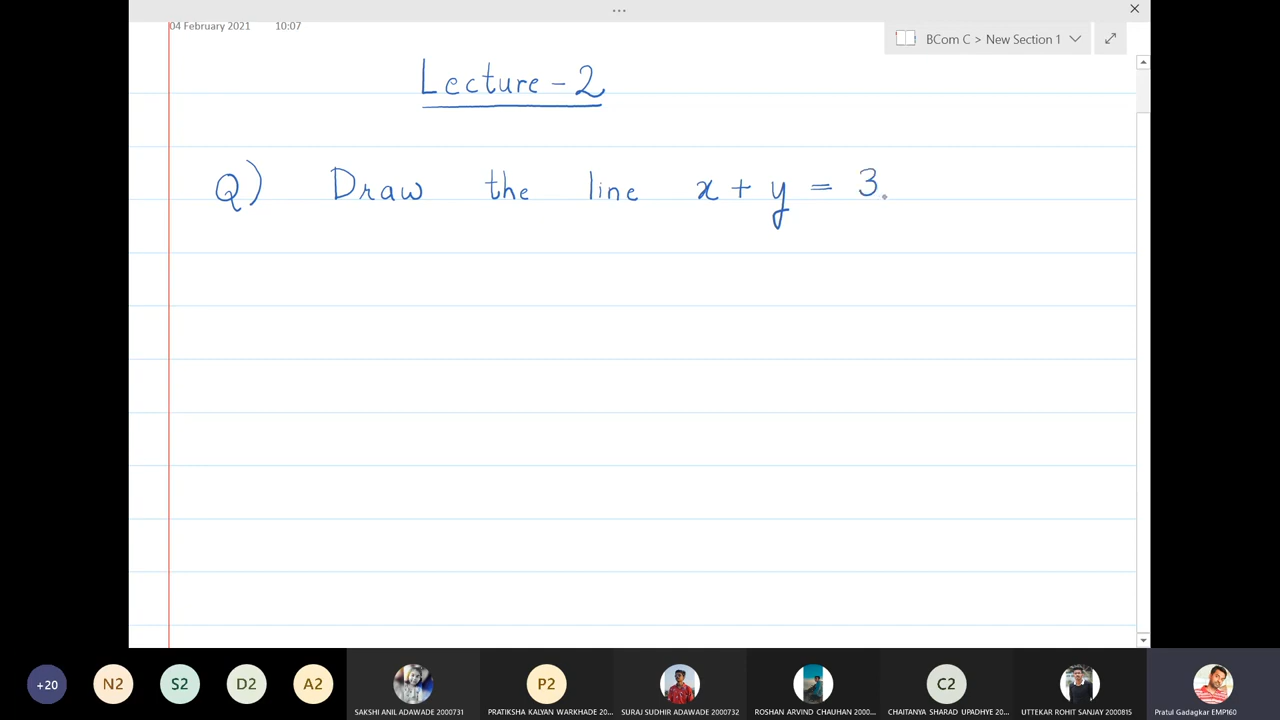 ...
04 February 2021 10:07
BCom C > New Section 1
Lecture - 2
Q) Draw the line x + y = 3.
+20 N2 S2 D2 A2 P2 C2
SAKSHI ANIL ADAWADE 2000731 PRATIKSHA KALYAN WARKHADE 20... SURAJ SUDHIR ADAWADE 2000732 ROSHAN ARVIND CHAUHAN 2000... CHAITANYA SHARAD UPADHYE 20... UTTEKAR ROHIT SANJAY 2000815 Pratul Gadagkar EMP160